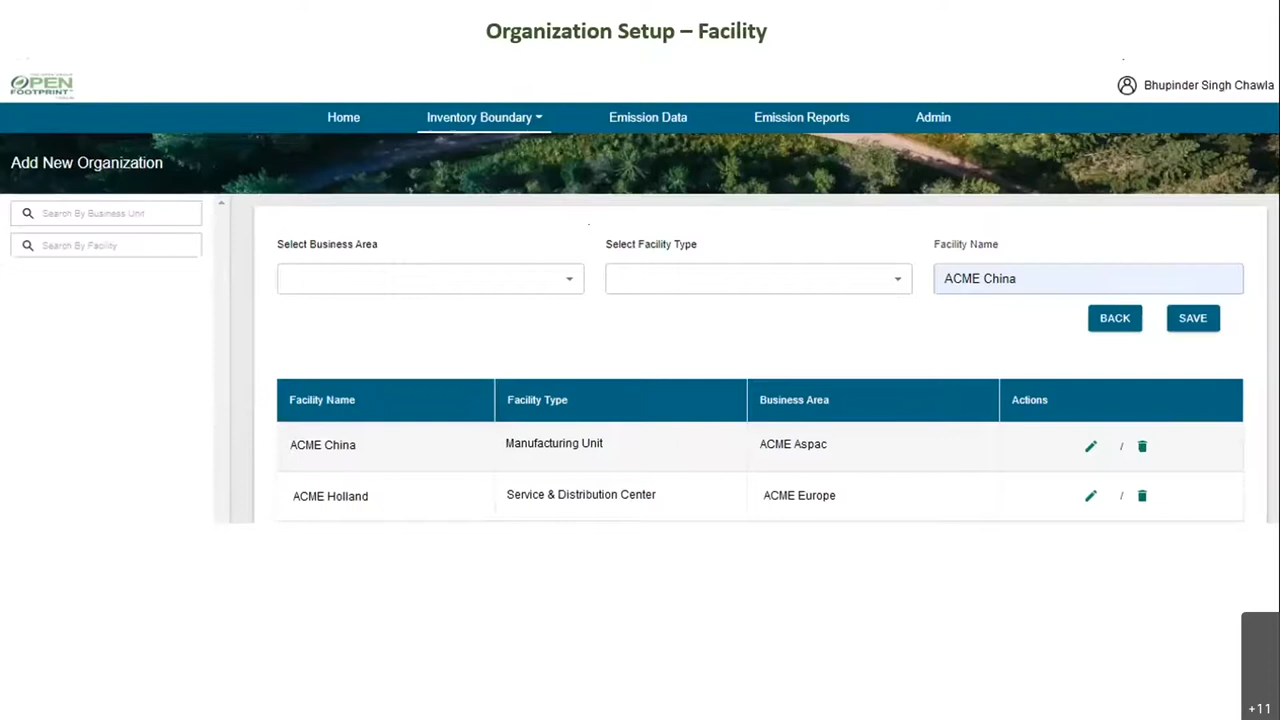 Organization Setup – Facility
OPEN
FOOTPRINT
Bhupinder Singh Chawla
Home Inventory Boundary Emission Data Emission Reports Admin
Add New Organization
Search By Business Unit
Search By Facility
Select Business Area Select Facility Type Facility Name
ACME China
BACK SAVE
Facility Name Facility Type Business Area Actions
ACME China Manufacturing Unit ACME Aspac /
ACME Holland Service & Distribution Center ACME Europe /
+11